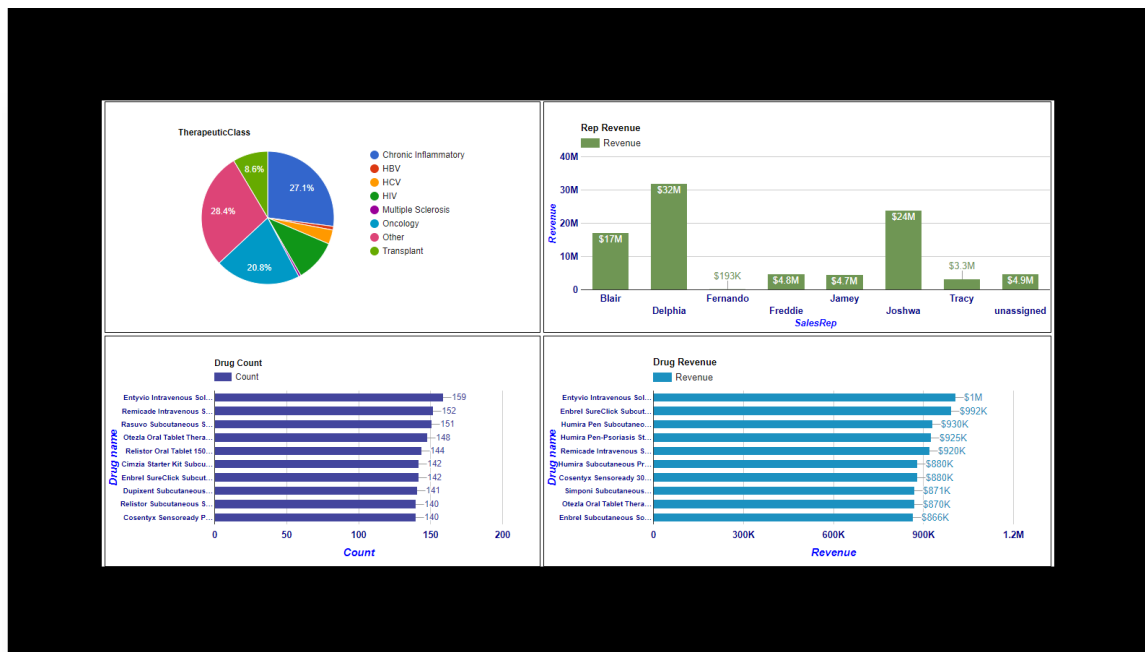 TherapeuticClass
27.1%
20.8%
28.4%
8.6%
Chronic Inflammatory
HBV
HCV
HIV
Multiple Sclerosis
Oncology
Other
Transplant
Rep Revenue
Revenue
Revenue
40M
30M
20M
10M
0
$17M
$32M
$193K
$4.8M
$4.7M
$24M
$3.3M
$4.9M
Blair
Delphia
Fernando
Freddie
Jamey
Joshwa
Tracy
unassigned
SalesRep
Drug Count
Count
Drug name
Entyvio Intravenous Sol... 159
Remicade Intravenous S... 152
Rasuvo Subcutaneous S... 151
Otezla Oral Tablet Thera... 148
Relistor Oral Tablet 150... 144
Cimzia Starter Kit Subcu... 142
Enbrel SureClick Subcut... 142
Dupixent Subcutaneous... 141
Relistor Subcutaneous S... 140
Cosentyx Sensoready P... 140
0 50 100 150 200
Count
Drug Revenue
Revenue
Drug name
Entyvio Intravenous Sol... $1M
Enbrel SureClick Subcut... $992K
Humira Pen Subcutaneo... $930K
Humira Pen-Psoriasis St... $925K
Remicade Intravenous S... $920K
Humira Subcutaneous Pr... $880K
Cosentyx Sensoready 30... $880K
Simponi Subcutaneous... $871K
Otezla Oral Tablet Thera... $870K
Enbrel Subcutaneous So... $866K
0 300K 600K 900K 1.2M
Revenue